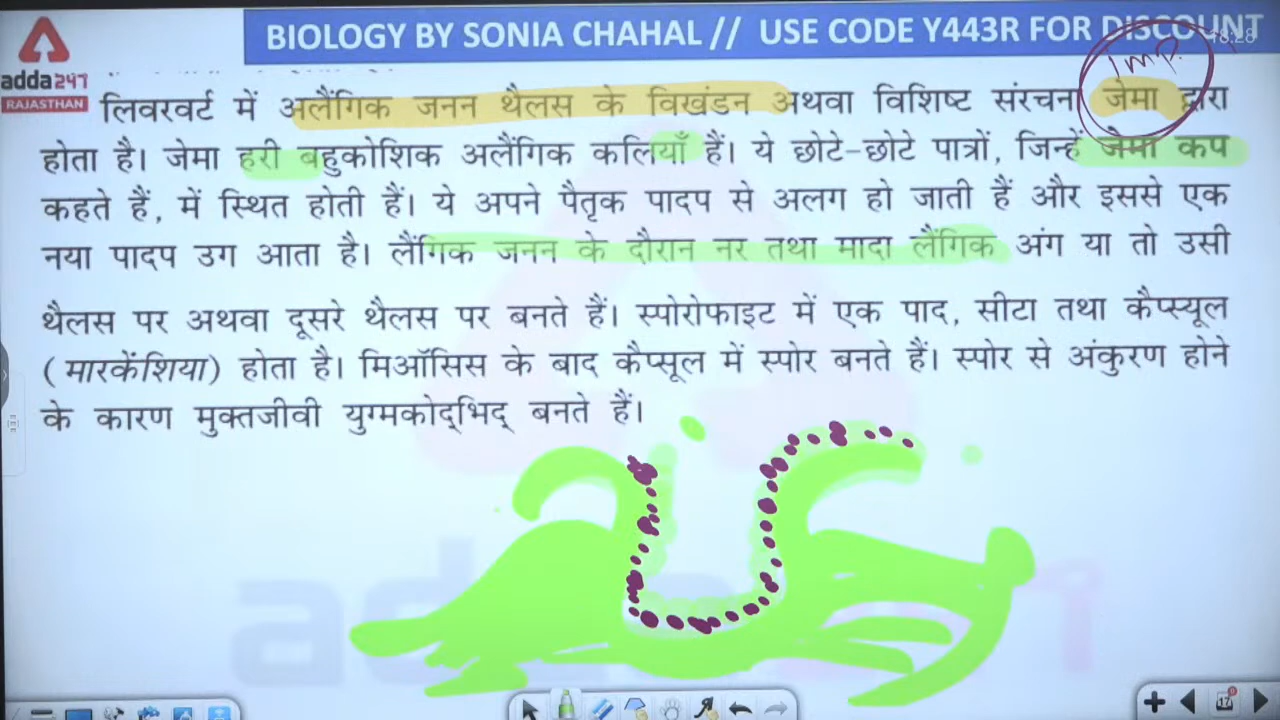 BIOLOGY BY SONIA CHAHAL // USE CODE Y443R FOR DISCOUNT
18:28
adda247
RAJASTHAN
Imp.
लिवरवर्ट में अलैंगिक जनन थैलस के विखंडन अथवा विशिष्ट संरचना जेमा द्वारा
होता है। जेमा हरी बहुकोशिक अलैंगिक कलियाँ हैं। ये छोटे-छोटे पात्रों, जिन्हें जेमा कप
कहते हैं, में स्थित होती हैं। ये अपने पैतृक पादप से अलग हो जाती हैं और इससे एक
नया पादप उग आता है। लैंगिक जनन के दौरान नर तथा मादा लैंगिक अंग या तो उसी
थैलस पर अथवा दूसरे थैलस पर बनते हैं। स्पोरोफाइट में एक पाद, सीटा तथा कैप्स्यूल
(मारकेंशिया) होता है। मिऑसिस के बाद कैप्सूल में स्पोर बनते हैं। स्पोर से अंकुरण होने
के कारण मुक्तजीवी युग्मकोद्भिद् बनते हैं।
17